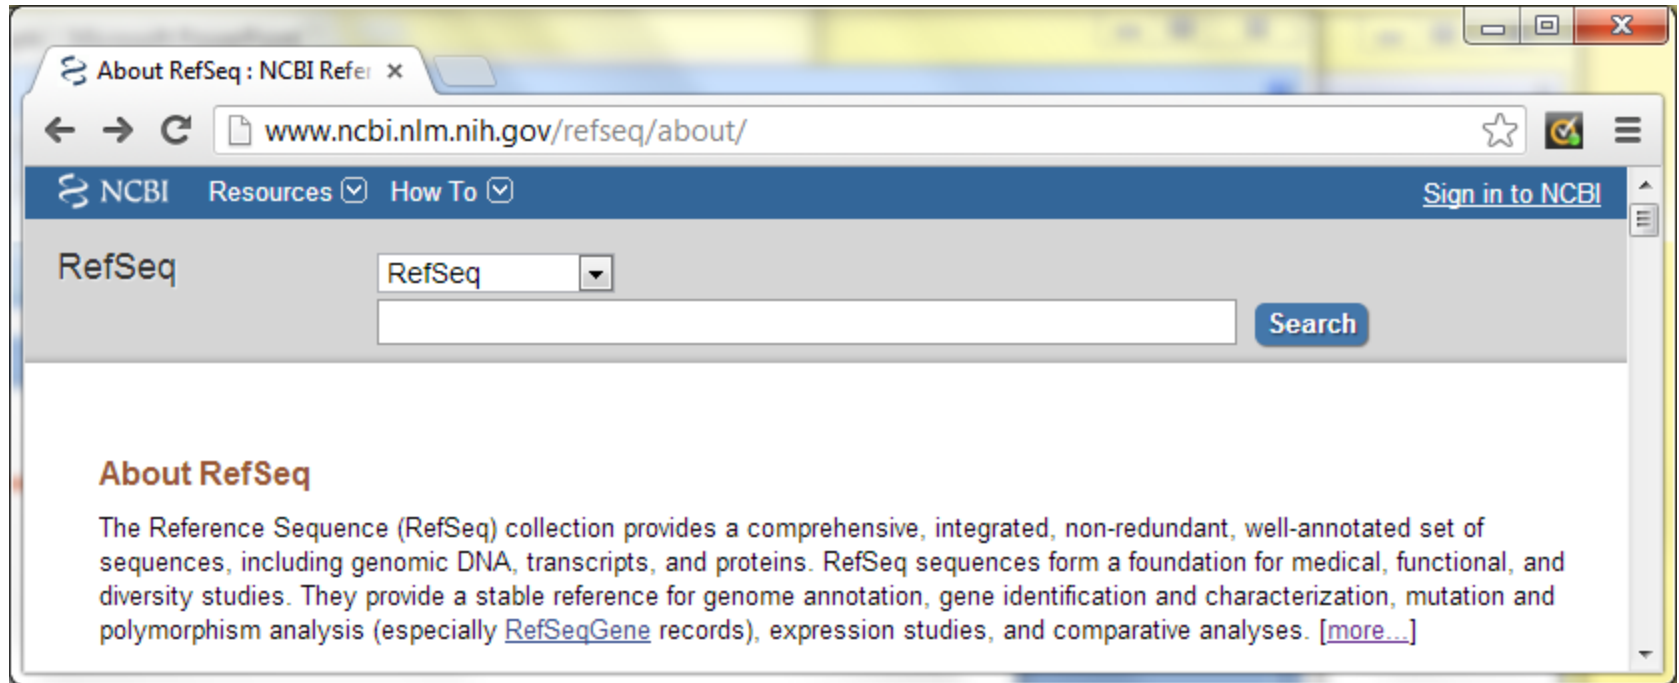 About RefSeq : NCBI Refer
www.ncbi.nlm.nih.gov/refseq/about/
NCBI Resources How To Sign in to NCBI
RefSeq RefSeq
Search
About RefSeq
The Reference Sequence (RefSeq) collection provides a comprehensive, integrated, non-redundant, well-annotated set of
sequences, including genomic DNA, transcripts, and proteins. RefSeq sequences form a foundation for medical, functional, and
diversity studies. They provide a stable reference for genome annotation, gene identification and characterization, mutation and
polymorphism analysis (especially RefSeqGene records), expression studies, and comparative analyses. [more...]